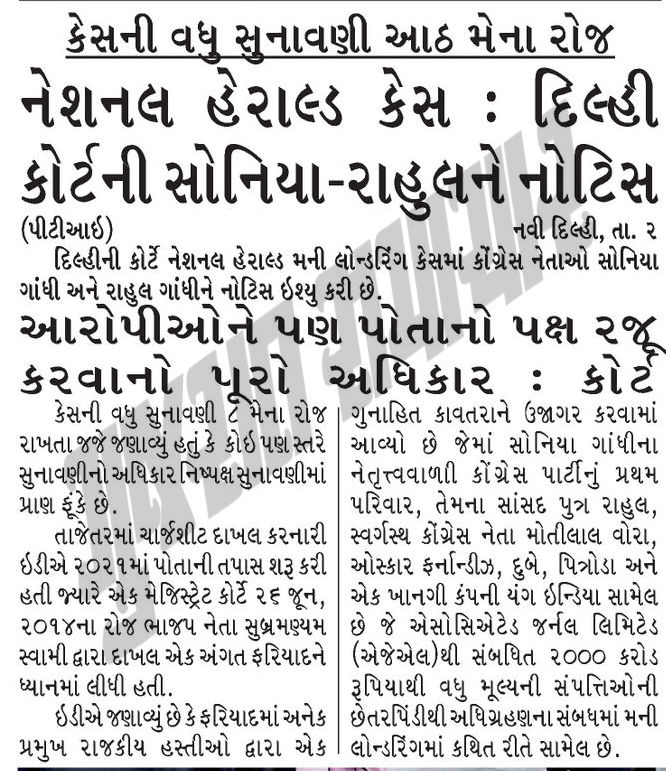 કેસની વધુ સુનાવણી આઠ મેના રોજ
નેશનલ હેરાલ્ડ કેસ : દિલ્હી
કોર્ટની સોનિયા-રાહુલને નોટિસ
(પીટીઆઇ) નવી દિલ્હી, તા. ૨
દિલ્હીની કોર્ટે નેશનલ હેરાલ્ડ મની લોન્ડરિંગ કેસમાં કોંગ્રેસ નેતાઓ સોનિયા
ગાંધી અને રાહુલ ગાંધીને નોટિસ ઇશ્યુ કરી છે.
આરોપીઓને પણ પોતાનો પક્ષ રજૂ
કરવાનો પૂરો અધિકાર : કોર્ટ
કેસની વધુ સુનાવણી ૮ મેના રોજ
રાખતા જજે જણાવ્યું હતું કે કોઈ પણ સ્તરે
સુનાવણીનો અધિકાર નિષ્પક્ષ સુનાવણીમાં
પ્રાણ ફૂંકે છે.
તાજેતરમાં ચાર્જશીટ દાખલ કરનારી
ઇડીએ ૨૦૨૧માં પોતાની તપાસ શરૂ કરી
હતી જ્યારે એક મેજિસ્ટ્રેટ કોર્ટે ૨૬ જૂન,
૨૦૧૪ના રોજ ભાજપ નેતા સુબ્રમણ્યમ
સ્વામી દ્વારા દાખલ એક અંગત ફરિયાદને
ધ્યાનમાં લીધી હતી.
ઇડીએ જણાવ્યું છે કે ફરિયાદમાં અનેક
પ્રમુખ રાજકીય હસ્તીઓ દ્વારા એક
ગુનાહિત કાવતરાને ઉજાગર કરવામાં
આવ્યો છે જેમાં સોનિયા ગાંધીના
નેતૃત્ત્વવાળી કોંગ્રેસ પાર્ટીનું પ્રથમ
પરિવાર, તેમના સાંસદ પુત્ર રાહુલ,
સ્વર્ગસ્થ કોંગ્રેસ નેતા મોતીલાલ વોરા,
ઓસ્કાર ફર્નાન્ડીઝ, દુબે, પિત્રોડા અને
એક ખાનગી કંપની યંગ ઇન્ડિયા સામેલ
છે જે એસોસિએટેડ જર્નલ લિમિટેડ
(એજેએલ)થી સંબધિત ૨૦૦૦ કરોડ
રૂપિયાથી વધુ મૂલ્યની સંપત્તિઓની
છેતરપિંડીથી અધિગ્રહણના સંબધમાં મની
લોન્ડરિંગમાં કથિત રીતે સામેલ છે.
ગુજરાત સમાચાર